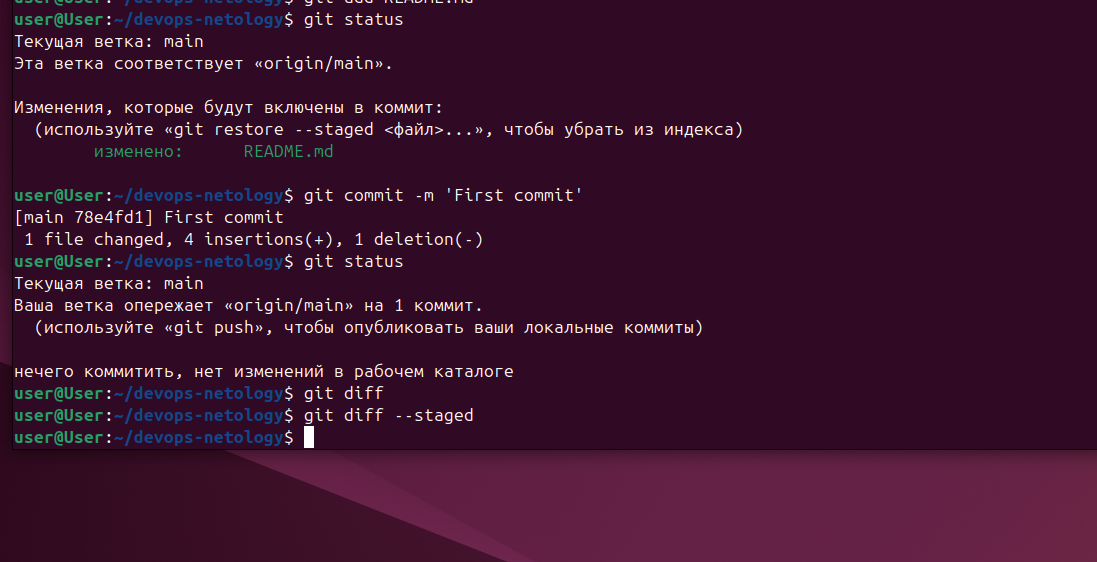 user@User:~/devops-netology$ git add README.md
user@User:~/devops-netology$ git status
Текущая ветка: main
Эта ветка соответствует «origin/main».
Изменения, которые будут включены в коммит:
(используйте «git restore --staged <файл>...», чтобы убрать из индекса)
изменено: README.md
user@User:~/devops-netology$ git commit -m 'First commit'
[main 78e4fd1] First commit
1 file changed, 4 insertions(+), 1 deletion(-)
user@User:~/devops-netology$ git status
Текущая ветка: main
Ваша ветка опережает «origin/main» на 1 коммит.
(используйте «git push», чтобы опубликовать ваши локальные коммиты)
нечего коммитить, нет изменений в рабочем каталоге
user@User:~/devops-netology$ git diff
user@User:~/devops-netology$ git diff --staged
user@User:~/devops-netology$